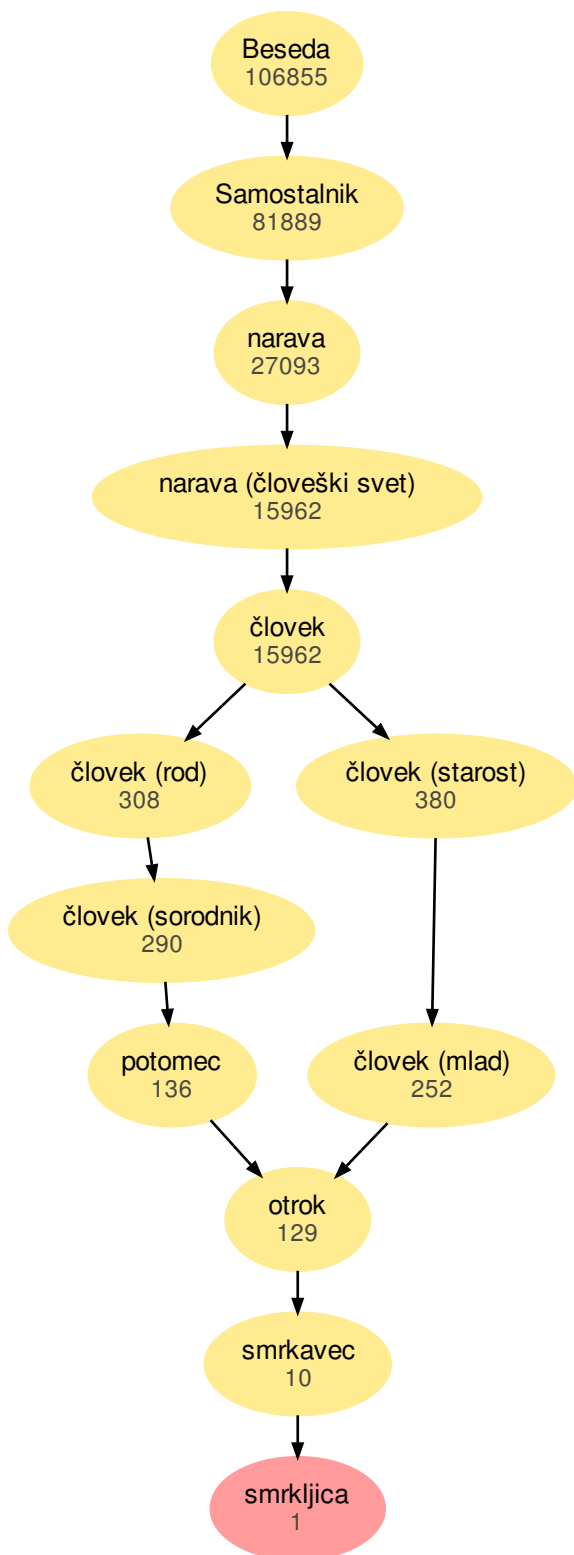 Beseda
106855
Samostalnik
81889
narava
27093
narava (človeški svet)
15962
človek
15962
človek (rod)
308
človek (starost)
380
človek (sorodnik)
290
potomec
136
človek (mlad)
252
otrok
129
smrkavec
10
smrkljica
1